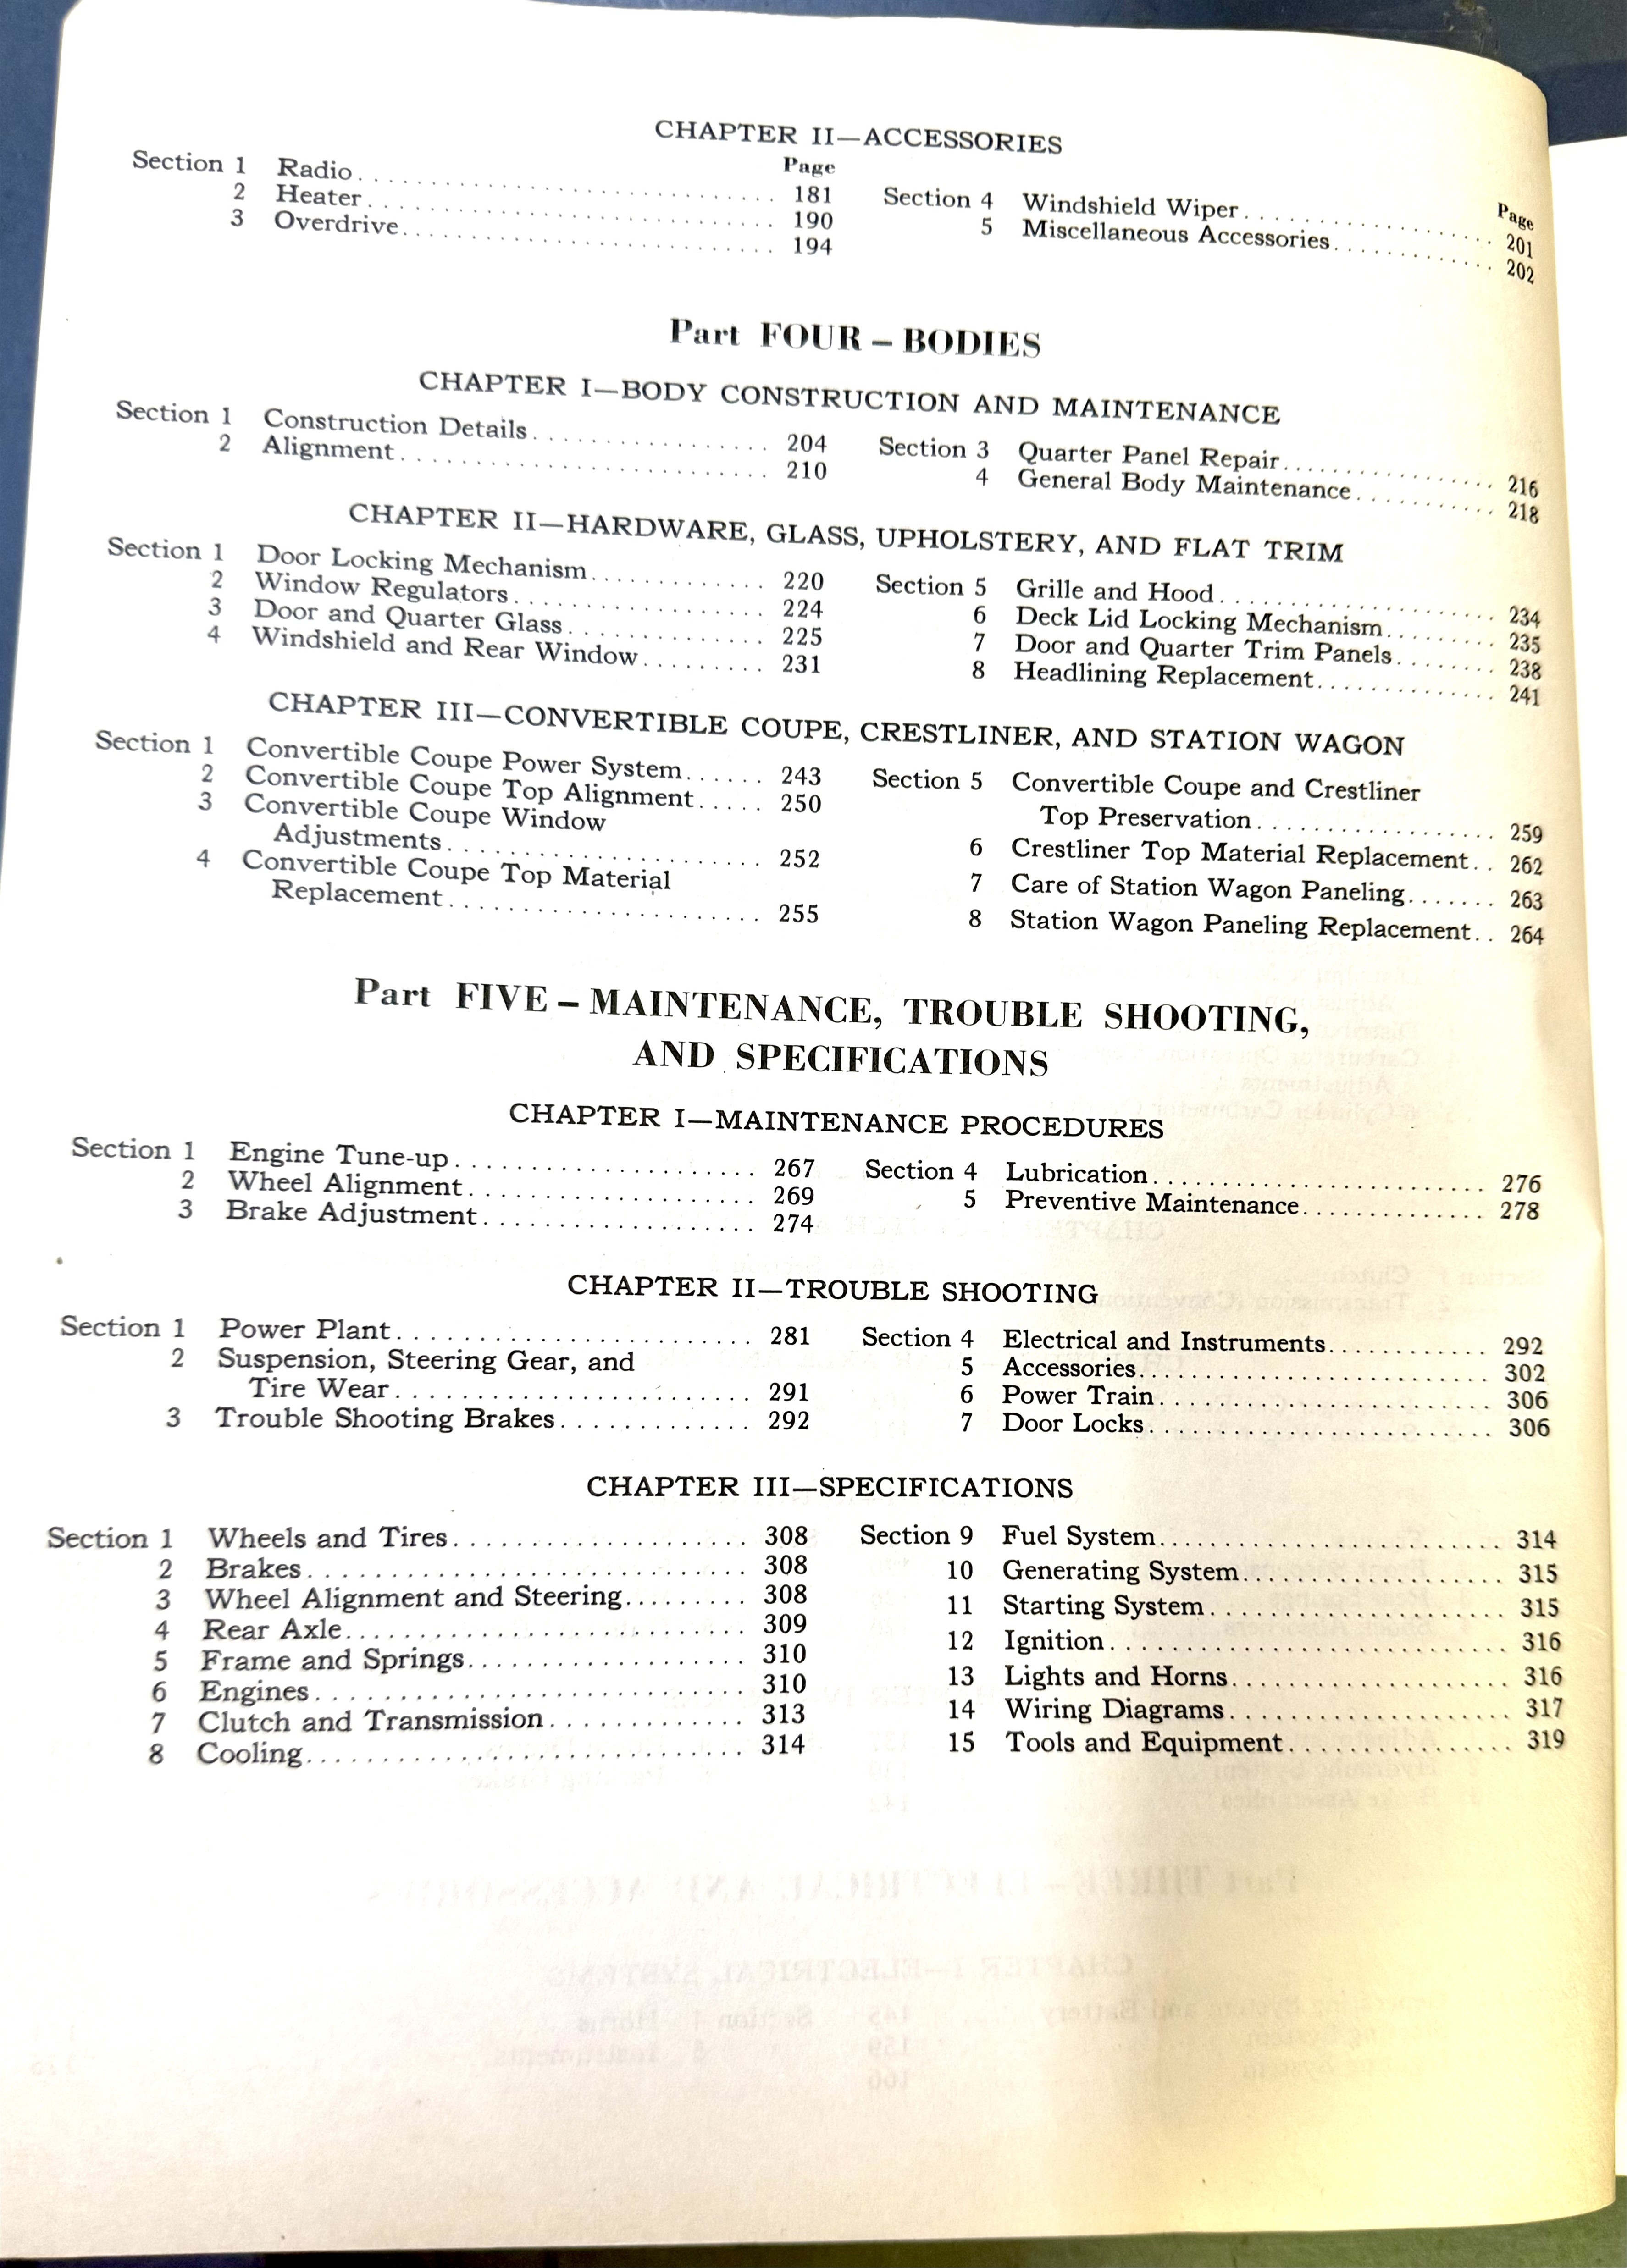 CHAPTER II—ACCESSORIES
Page
Section 1 Radio 181
2 Heater 190
3 Overdrive 194
Page
Section 4 Windshield Wiper 201
5 Miscellaneous Accessories 202
Part FOUR – BODIES
CHAPTER I—BODY CONSTRUCTION AND MAINTENANCE
Section 1 Construction Details 204
2 Alignment 210
Section 3 Quarter Panel Repair 216
4 General Body Maintenance 218
CHAPTER II—HARDWARE, GLASS, UPHOLSTERY, AND FLAT TRIM
Section 1 Door Locking Mechanism 220
2 Window Regulators 224
3 Door and Quarter Glass 225
4 Windshield and Rear Window 231
Section 5 Grille and Hood 234
6 Deck Lid Locking Mechanism 235
7 Door and Quarter Trim Panels 238
8 Headlining Replacement 241
CHAPTER III—CONVERTIBLE COUPE, CRESTLINER, AND STATION WAGON
Section 1 Convertible Coupe Power System 243
2 Convertible Coupe Top Alignment 250
3 Convertible Coupe Window
Adjustments 252
4 Convertible Coupe Top Material
Replacement 255
Section 5 Convertible Coupe and Crestliner
Top Preservation 259
6 Crestliner Top Material Replacement 262
7 Care of Station Wagon Paneling 263
8 Station Wagon Paneling Replacement 264
Part FIVE – MAINTENANCE, TROUBLE SHOOTING,
AND SPECIFICATIONS
CHAPTER I—MAINTENANCE PROCEDURES
Section 1 Engine Tune-up 267
2 Wheel Alignment 269
3 Brake Adjustment 274
Section 4 Lubrication 276
5 Preventive Maintenance 278
CHAPTER II—TROUBLE SHOOTING
Section 1 Power Plant 281
2 Suspension, Steering Gear, and
Tire Wear 291
3 Trouble Shooting Brakes 292
Section 4 Electrical and Instruments 292
5 Accessories 302
6 Power Train 306
7 Door Locks 306
CHAPTER III—SPECIFICATIONS
Section 1 Wheels and Tires 308
2 Brakes 308
3 Wheel Alignment and Steering 308
4 Rear Axle 309
5 Frame and Springs 310
6 Engines 310
7 Clutch and Transmission 313
8 Cooling 314
Section 9 Fuel System 314
10 Generating System 315
11 Starting System 315
12 Ignition 316
13 Lights and Horns 316
14 Wiring Diagrams 317
15 Tools and Equipment 319